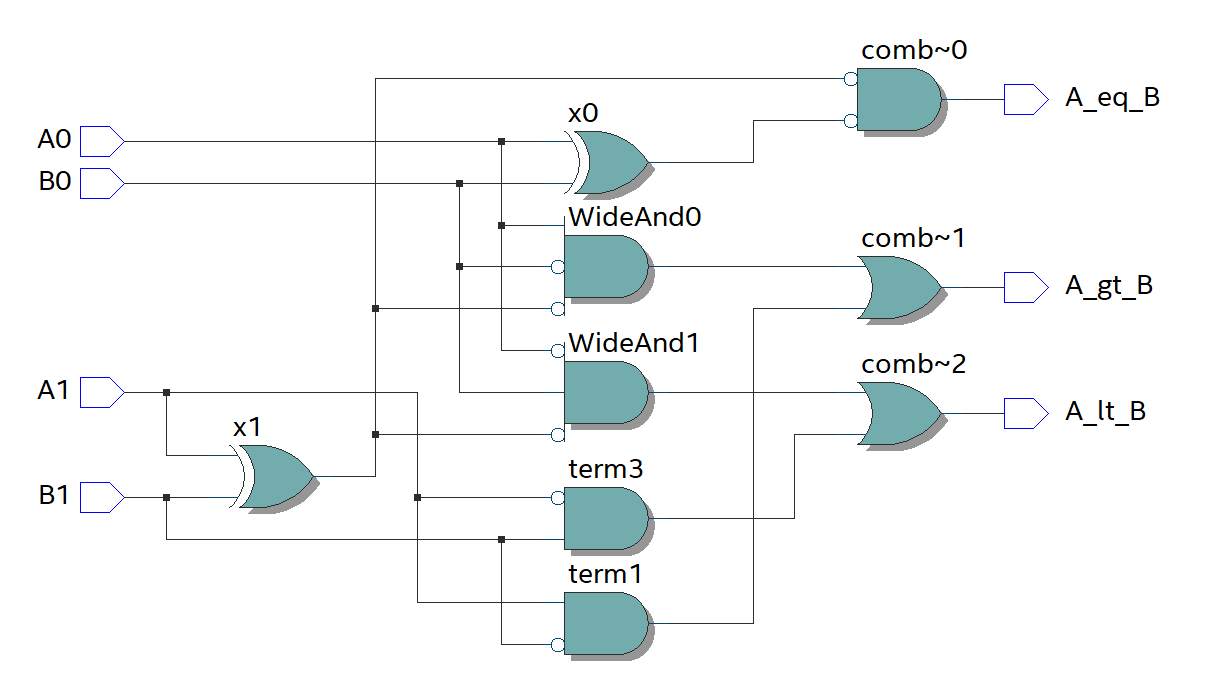 comb~0
A_eq_B
x0
A0
B0
WideAnd0
comb~1
A_gt_B
WideAnd1
comb~2
A1
A_lt_B
x1
term3
B1
term1